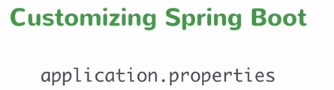 Customizing Spring Boot
application.properties